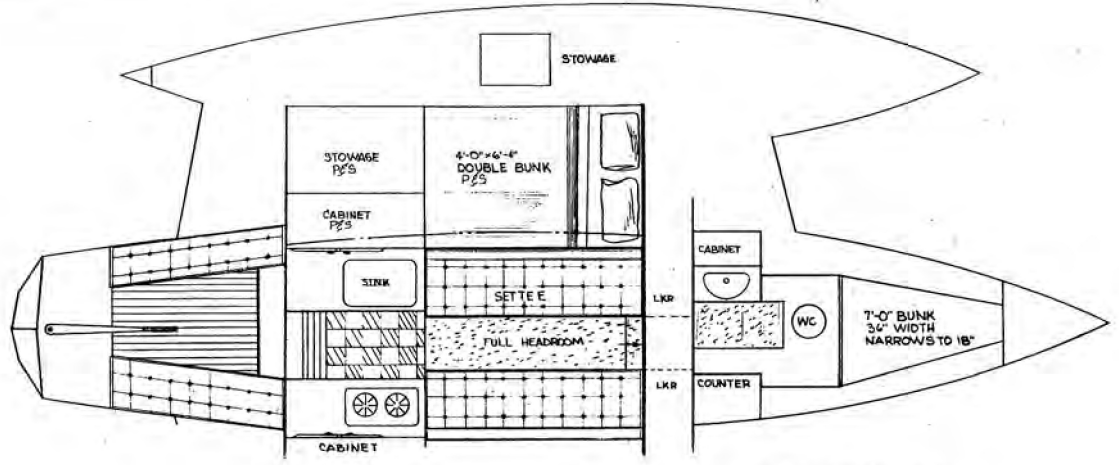 STOWAGE
STOWAGE
P&S
4'-0" x 6'-8"
DOUBLE BUNK
P&S
CABINET
P&S
SINK
SETTEE
LKR
CABINET
FULL HEADROOM
WC
7'-0" BUNK
36" WIDTH
NARROWS TO 18"
LKR
COUNTER
CABINET